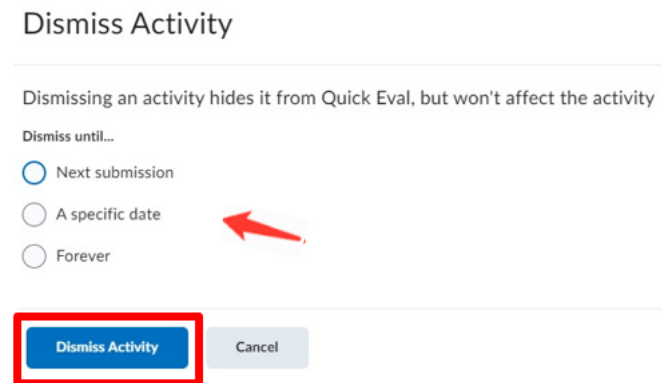 Dismiss Activity
Dismissing an activity hides it from Quick Eval, but won't affect the activity
Dismiss until...
Next submission
A specific date
Forever
Dismiss Activity
Cancel